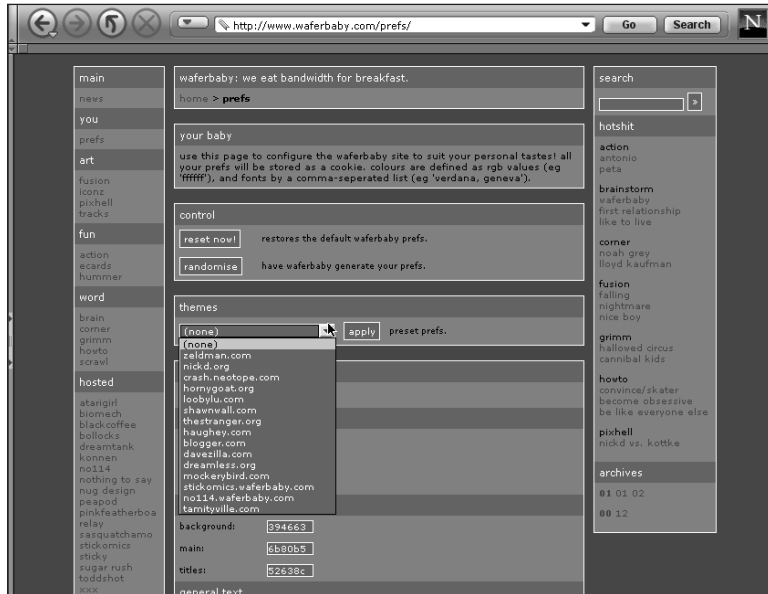 http://www.waferbaby.com/prefs/
Go
Search
N
main
news
you
prefs
art
fusion
iconz
pixhell
tracks
fun
action
ecards
hummer
word
brain
corner
grimm
howto
scrawl
hosted
atarigirl
biomech
blackcoffee
bollocks
dreamtank
konnen
no114
nothing to say
nug design
peapod
pinkfeatherboa
relay
sasquatchamo
stickomics
sticky
sugar rush
toddshot
xxx
waferbaby: we eat bandwidth for breakfast.
home > prefs
your baby
use this page to configure the waferbaby site to suit your personal tastes! all
your prefs will be stored as a cookie. colours are defined as rgb values (eg
'ffffff'), and fonts by a comma-seperated list (eg 'verdana, geneva').
control
reset now! restores the default waferbaby prefs.
randomise have waferbaby generate your prefs.
themes
(none) apply preset prefs.
(none)
zeldman.com
nickd.org
crash.neotope.com
hornygoat.org
loobylu.com
shawnwall.com
thestranger.org
haughey.com
blogger.com
davezilla.com
dreamless.org
mockerybird.com
stickomics.waferbaby.com
no114.waferbaby.com
tarnityville.com
background: 394663
main: 6b80b5
titles: 52638c
general text
search
»
hotshit
action
antonio
peta
brainstorm
waferbaby
first relationship
like to live
corner
noah grey
lloyd kaufman
fusion
falling
nightmare
nice boy
grimm
hallowed circus
cannibal kids
howto
convince/skater
become obsessive
be like everyone else
pixhell
nickd vs. kottke
archives
01 01 02
00 12